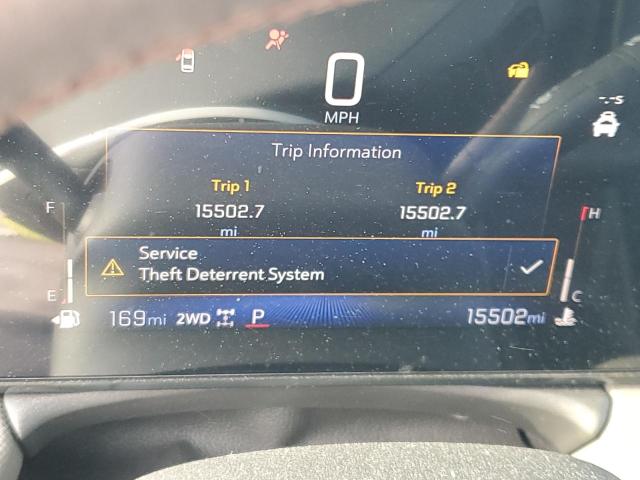 0
MPH
-.-s
Trip Information
Trip 1 Trip 2
15502.7 15502.7
mi mi
F H
Service
Theft Deterrent System
E C
169mi 2WD P 15502mi